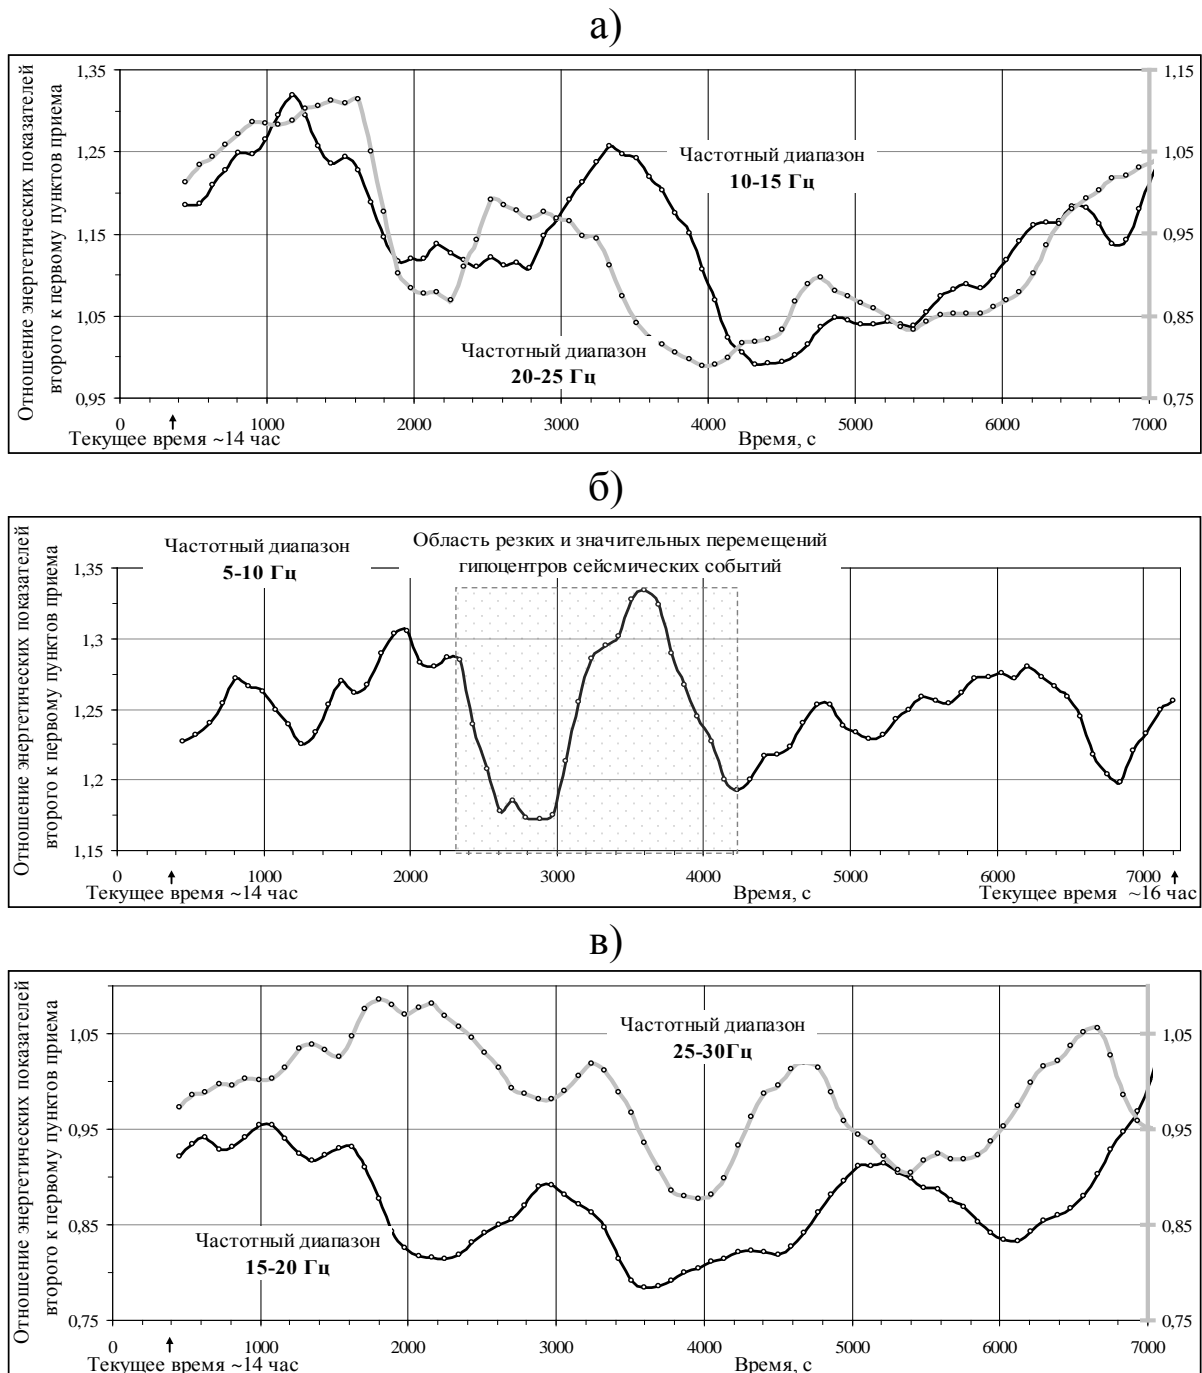 а)
Отношение энергетических показателей
второго к первому пунктов приема
1,35
1,25
1,15
1,05
0,95
1,15
1,05
0,95
0,85
0,75
Частотный диапазон
10-15 Гц
Частотный диапазон
20-25 Гц
0 1000 2000 3000 4000 5000 6000 7000
Текущее время ~14 час
Время, с
б)
Отношение энергетических показателей
второго к первому пунктов приема
1,35
1,3
1,25
1,2
1,15
Частотный диапазон
5-10 Гц
Область резких и значительных перемещений
гипоцентров сейсмических событий
0 1000 2000 3000 4000 5000 6000 7000
Текущее время ~14 час
Время, с
Текущее время ~16 час
в)
Отношение энергетических показателей
второго к первому пунктов приема
1,05
0,95
0,85
0,75
1,05
0,95
0,85
0,75
Частотный диапазон
25-30Гц
Частотный диапазон
15-20 Гц
0 1000 2000 3000 4000 5000 6000 7000
Текущее время ~14 час
Время, с